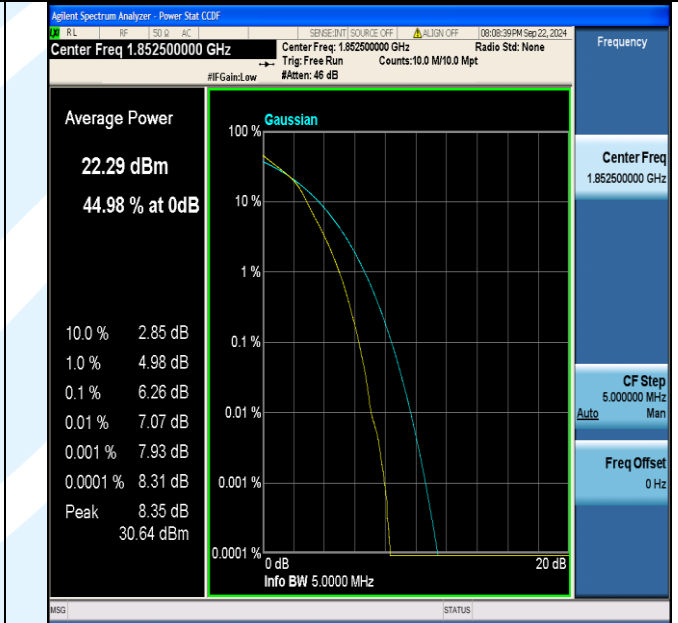 Agilent Spectrum Analyzer - Power Stat CCDF
RL RF 50 Ω AC SENSE:INT SOURCE OFF ALIGN OFF 08:08:39 PM Sep 22, 2024
Center Freq 1.852500000 GHz
Center Freq: 1.852500000 GHz Radio Std: None
Trig: Free Run Counts:10.0 M/10.0 Mpt
#IFGain:Low #Atten: 46 dB
Frequency
Average Power
22.29 dBm
44.98 % at 0dB
10.0 % 2.85 dB
1.0 % 4.98 dB
0.1 % 6.26 dB
0.01 % 7.07 dB
0.001 % 7.93 dB
0.0001 % 8.31 dB
Peak 8.35 dB
30.64 dBm
Gaussian
100 %
10 %
1 %
0.1 %
0.01 %
0.001 %
0.0001 %
0 dB 20 dB
Info BW 5.0000 MHz
Center Freq
1.852500000 GHz
CF Step
5.000000 MHz
Auto Man
Freq Offset
0 Hz
MSG STATUS